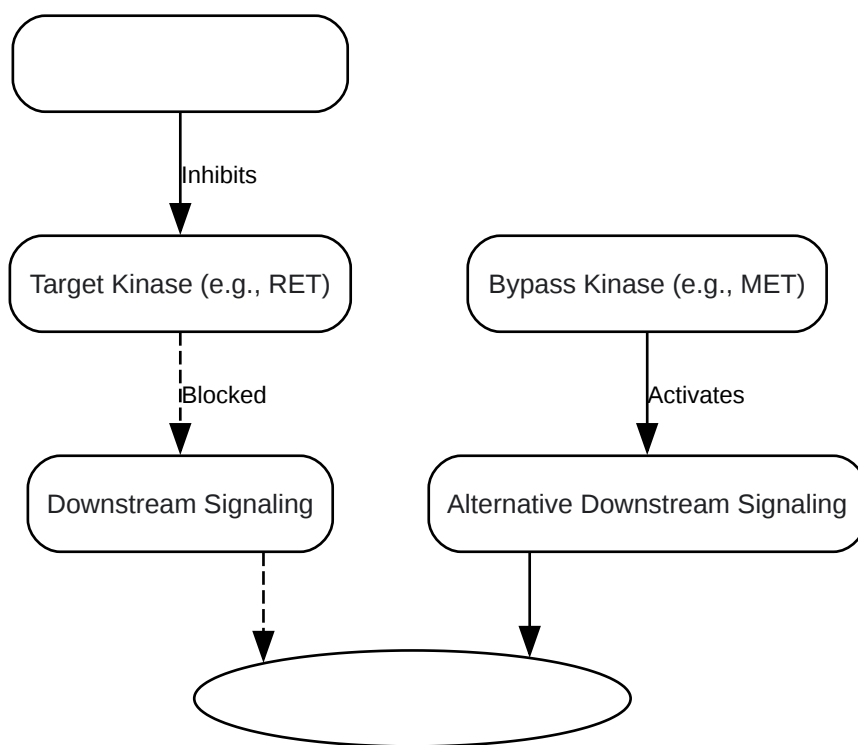 Inhibits
Target Kinase (e.g., RET)
Bypass Kinase (e.g., MET)
Blocked
Activates
Downstream Signaling
Alternative Downstream Signaling